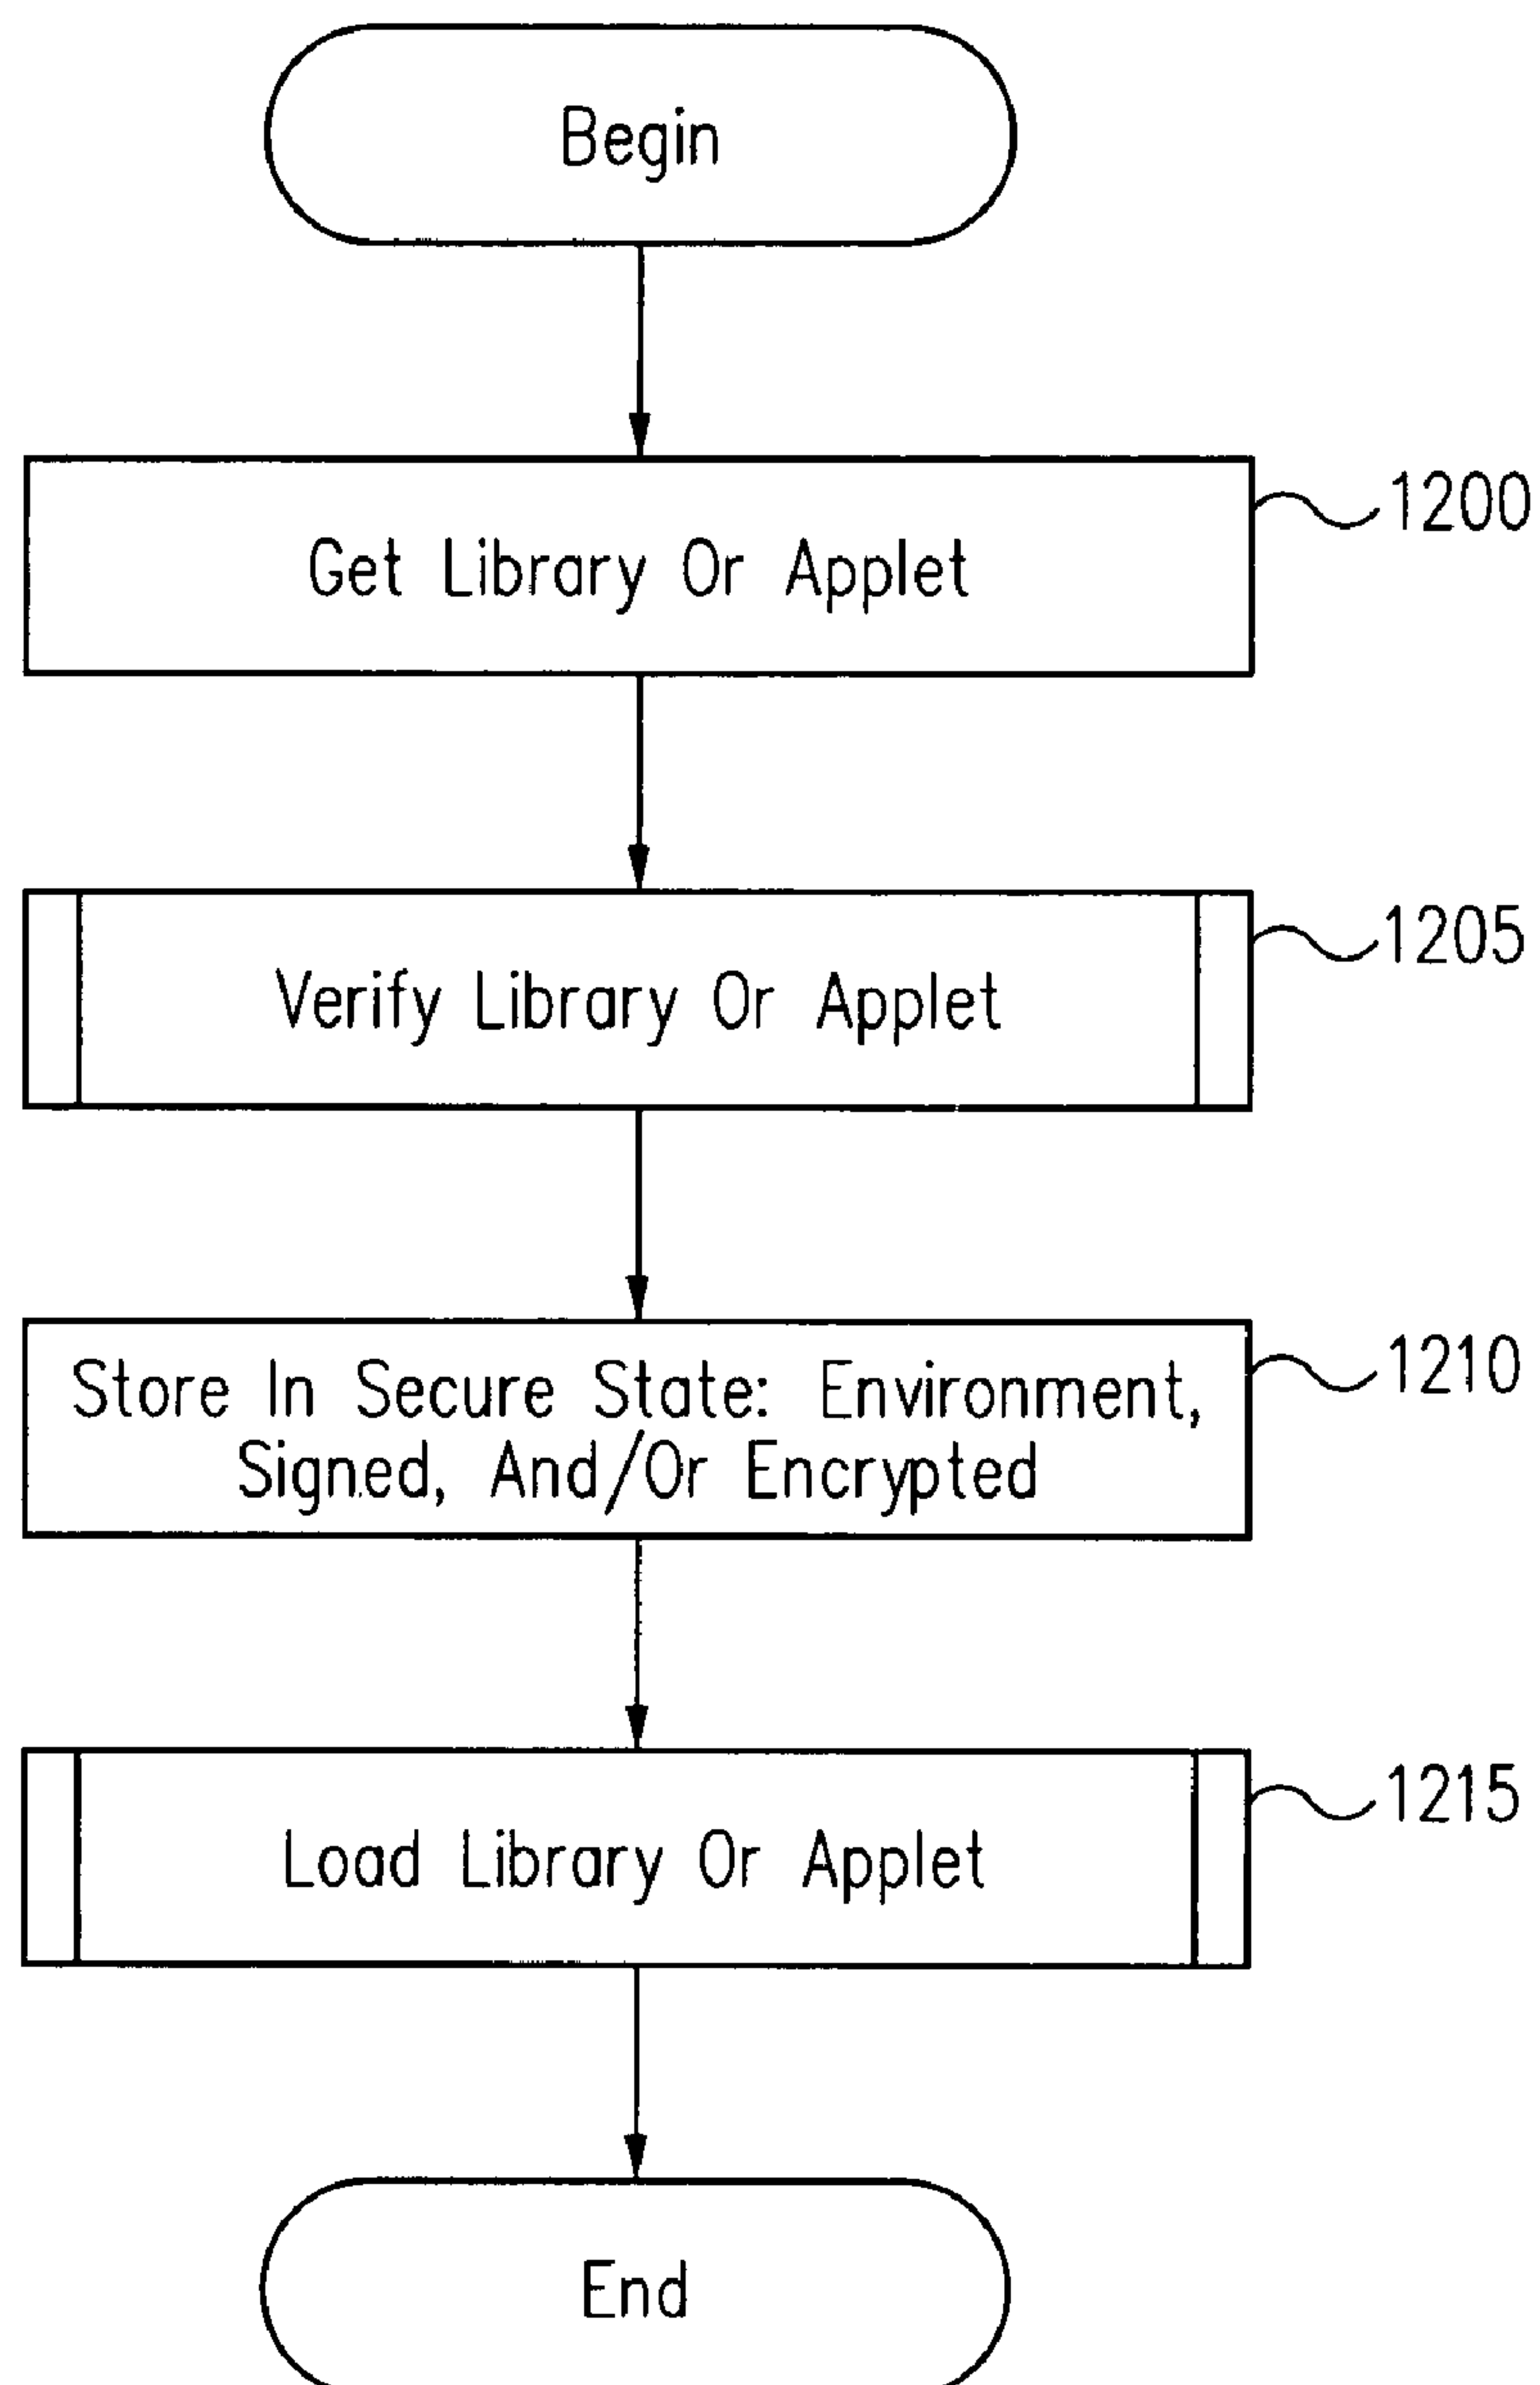 Begin
Get Library Or Applet
1200
Verify Library Or Applet
1205
Store In Secure State: Environment,
Signed, And/Or Encrypted
1210
Load Library Or Applet
1215
End